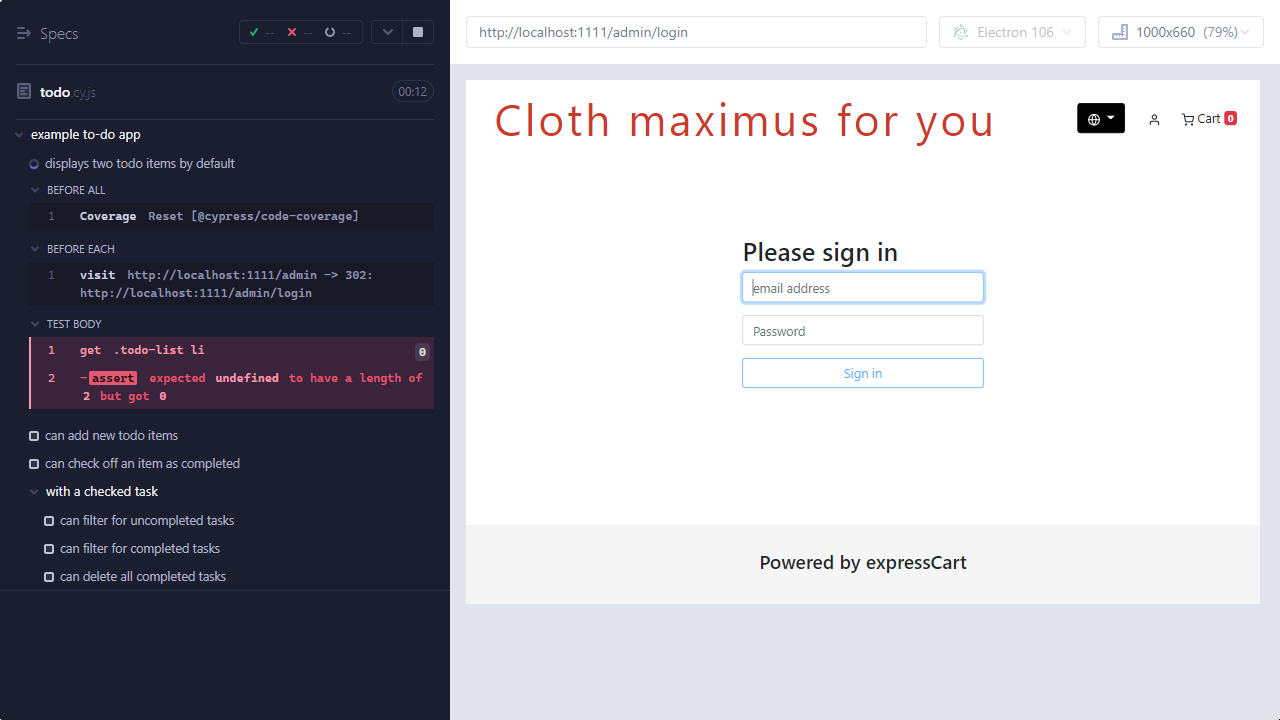 Specs
-- -- --
todo.cy.js
00:12
example to-do app
displays two todo items by default
BEFORE ALL
1 Coverage Reset [@cypress/code-coverage]
BEFORE EACH
1 visit http://localhost:1111/admin -> 302:
http://localhost:1111/admin/login
TEST BODY
1 get .todo-list li 0
2 -assert expected undefined to have a length of
2 but got 0
can add new todo items
can check off an item as completed
with a checked task
can filter for uncompleted tasks
can filter for completed tasks
can delete all completed tasks
http://localhost:1111/admin/login
Electron 106
1000x660 (79%)
Cloth maximus for you
Cart 0
Please sign in
email address
Password
Sign in
Powered by expressCart